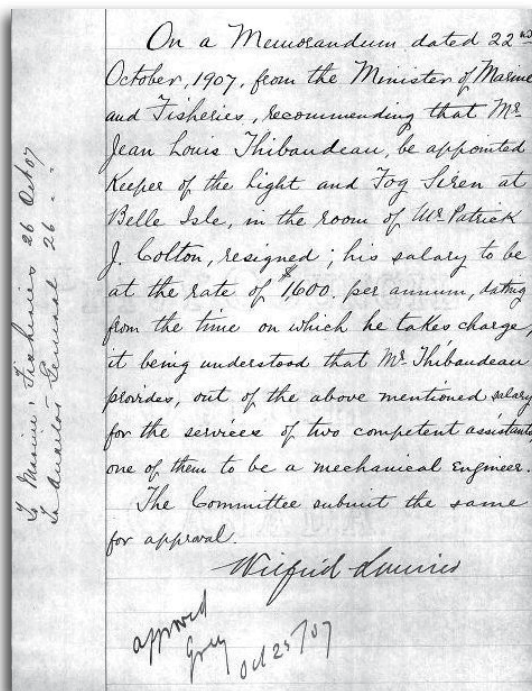 On a Memorandum dated 22nd
October, 1907, from the Minister of Marine
and Fisheries, recommending that Mr
Jean Louis Thibaudeau, be appointed
Keeper of the Light and Fog Siren at
Belle Isle, in the room of Mr Patrick
J. Colton, resigned; his salary to be
at the rate of $1,600. per annum, dating
from the time on which he takes charge,
it being understood that Mr. Thibaudeau
provides, out of the above mentioned salary
for the services of two competent assistants
one of them to be a mechanical engineer.
The Committee submit the same
for approval.
Wilfrid Laurier
approved
Grey Oct 25/07
To Marine & Fisheries 26 Oct 07
To Auditor General 26 " "